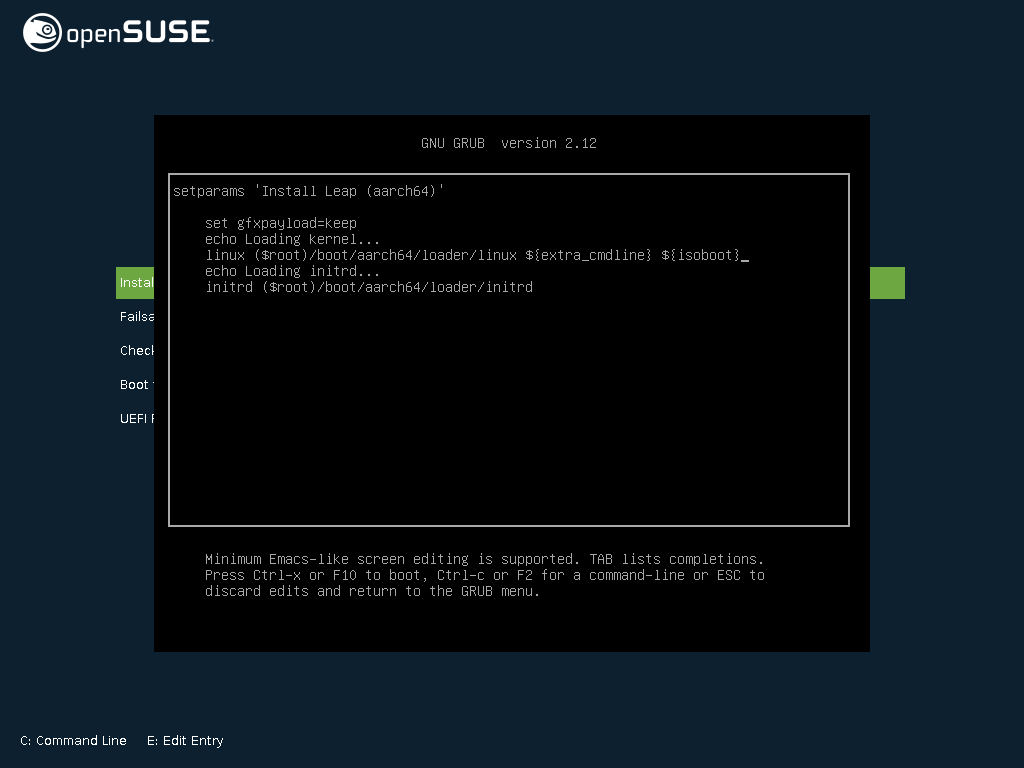 openSUSE
GNU GRUB version 2.12
setparams 'Install Leap (aarch64)'
set gfxpayload=keep
echo Loading kernel...
linux ($root)/boot/aarch64/loader/linux ${extra_cmdline} ${isoboot}_
echo Loading initrd...
initrd ($root)/boot/aarch64/loader/initrd
Instal
Failsa
Check
Boot
UEFI F
Minimum Emacs-like screen editing is supported. TAB lists completions.
Press Ctrl-x or F10 to boot, Ctrl-c or F2 for a command-line or ESC to
discard edits and return to the GRUB menu.
C: Command Line E: Edit Entry